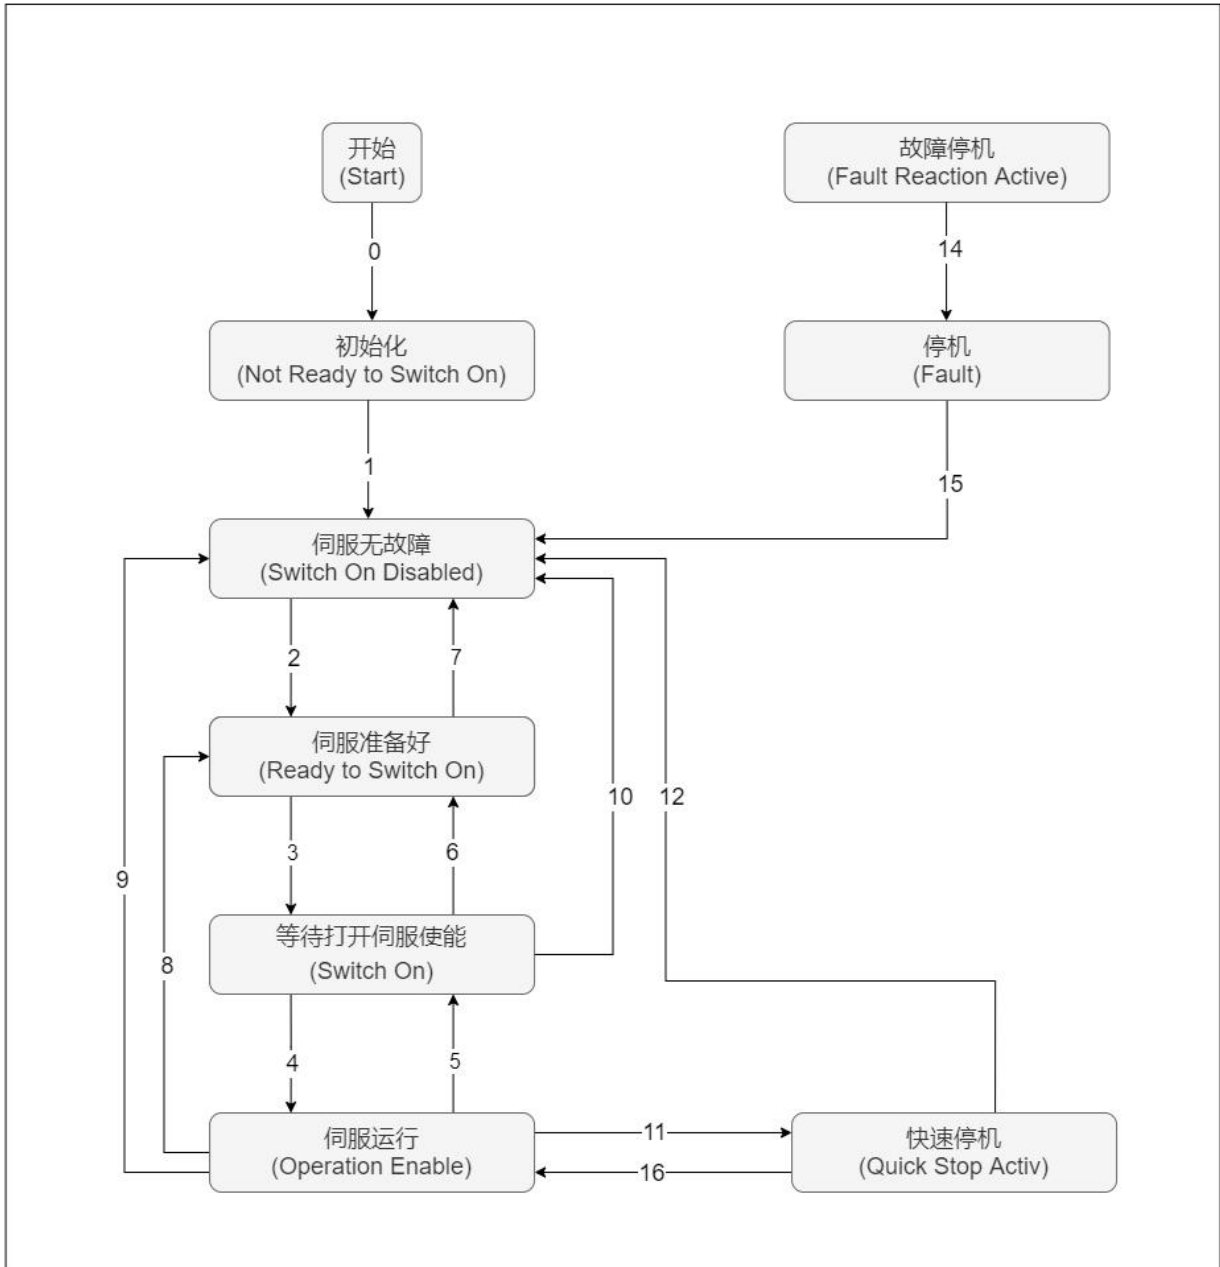 开始
(Start)
故障停机
(Fault Reaction Active)
0
14
初始化
(Not Ready to Switch On)
停机
(Fault)
1
15
伺服无故障
(Switch On Disabled)
2
7
伺服准备好
(Ready to Switch On)
10
12
3
6
9
等待打开伺服使能
(Switch On)
8
4
5
伺服运行
(Operation Enable)
11
16
快速停机
(Quick Stop Activ)